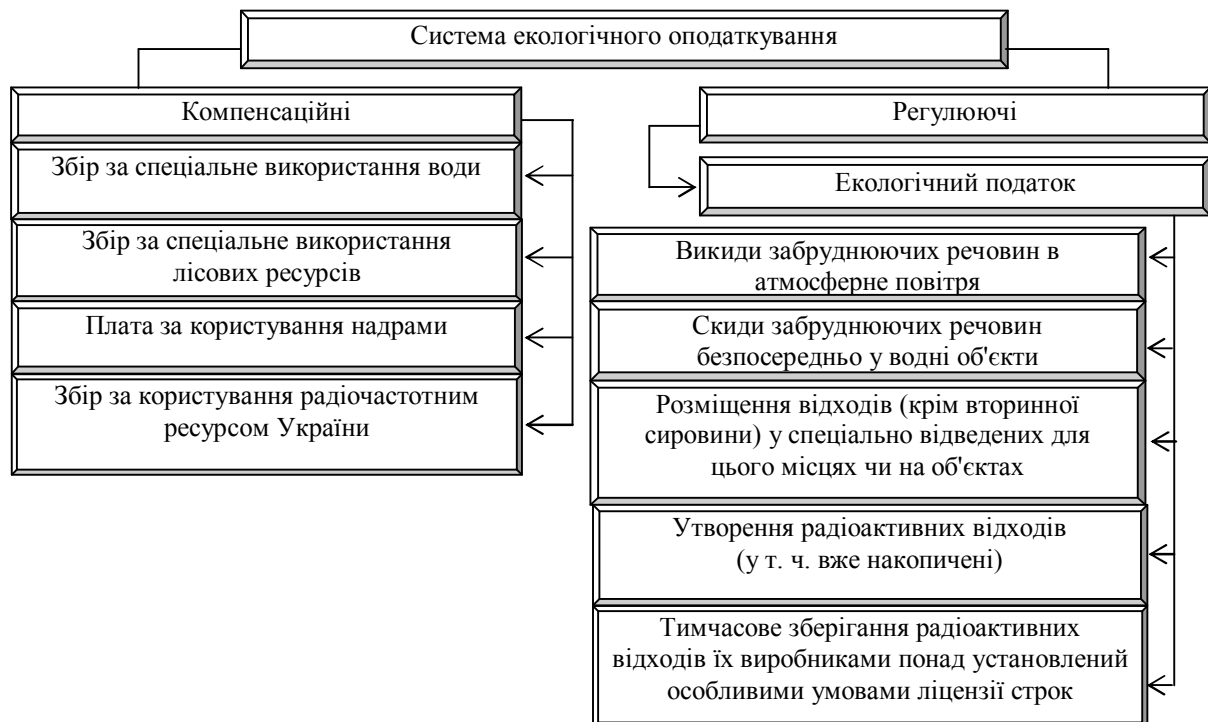 Система екологічного оподаткування
Компенсаційні
Збір за спеціальне використання води
Збір за спеціальне використання
лісових ресурсів
Плата за користування надрами
Збір за користування радіочастотним
ресурсом України
Регулюючі
Екологічний податок
Викиди забруднюючих речовин в
атмосферне повітря
Скиди забруднюючих речовин
безпосередньо у водні об'єкти
Розміщення відходів (крім вторинної
сировини) у спеціально відведених для
цього місцях чи на об'єктах
Утворення радіоактивних відходів
(у т. ч. вже накопичені)
Тимчасове зберігання радіоактивних
відходів їх виробниками понад установлений
особливими умовами ліцензії строк